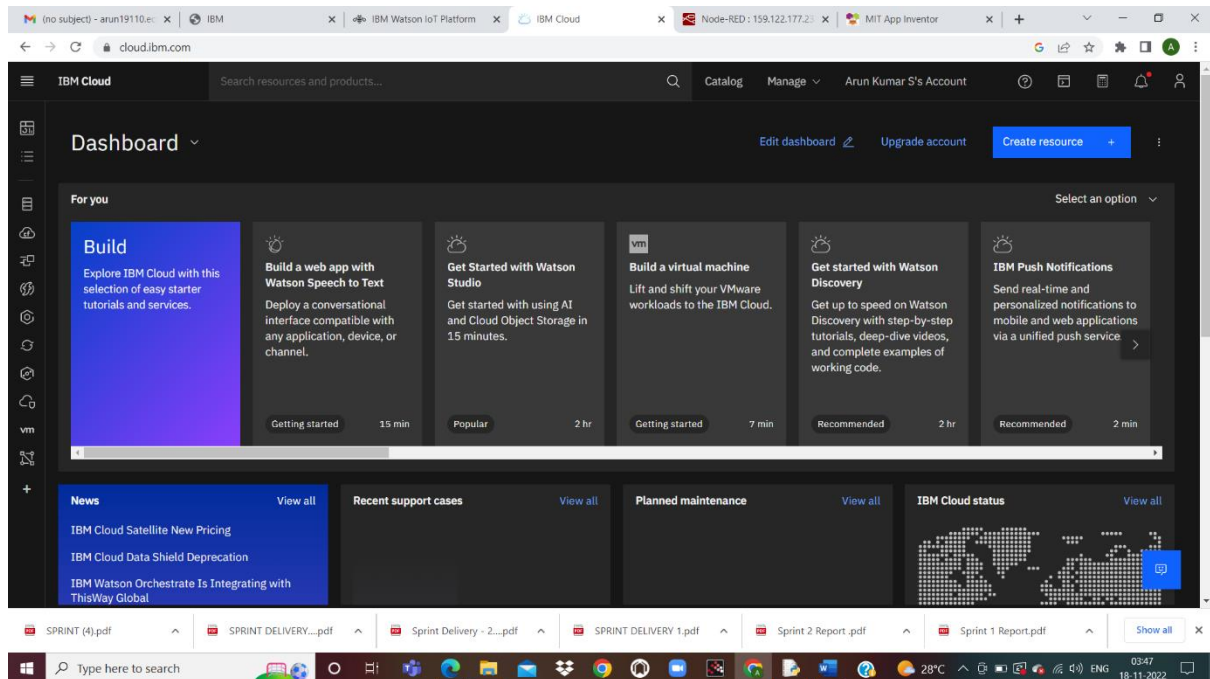 (no subject) - arun19110.ec
IBM
IBM Watson IoT Platform
IBM Cloud
Node-RED : 159.122.177.23
MIT App Inventor
cloud.ibm.com
G
A
IBM Cloud
Search resources and products...
Catalog
Manage
Arun Kumar S's Account
Dashboard
Edit dashboard
Upgrade account
Create resource +
For you
Select an option
Build
Explore IBM Cloud with this
selection of easy starter
tutorials and services.
Build a web app with
Watson Speech to Text
Deploy a conversational
interface compatible with
any application, device, or
channel.
Getting started
15 min
Get Started with Watson
Studio
Get started with using AI
and Cloud Object Storage in
15 minutes.
Popular
2 hr
vm
Build a virtual machine
Lift and shift your VMware
workloads to the IBM Cloud.
Getting started
7 min
Get started with Watson
Discovery
Get up to speed on Watson
Discovery with step-by-step
tutorials, deep-dive videos,
and complete examples of
working code.
Recommended
2 hr
IBM Push Notifications
Send real-time and
personalized notifications to
mobile and web applications
via a unified push service
Recommended
2 min
vm
News
View all
IBM Cloud Satellite New Pricing
IBM Cloud Data Shield Deprecation
IBM Watson Orchestrate Is Integrating with
ThisWay Global
Recent support cases
View all
Planned maintenance
View all
IBM Cloud status
View all
SPRINT (4).pdf
SPRINT DELIVERY....pdf
Sprint Delivery - 2....pdf
SPRINT DELIVERY 1.pdf
Sprint 2 Report .pdf
Sprint 1 Report.pdf
Show all
Type here to search
28°C
ENG
03:47
18-11-2022